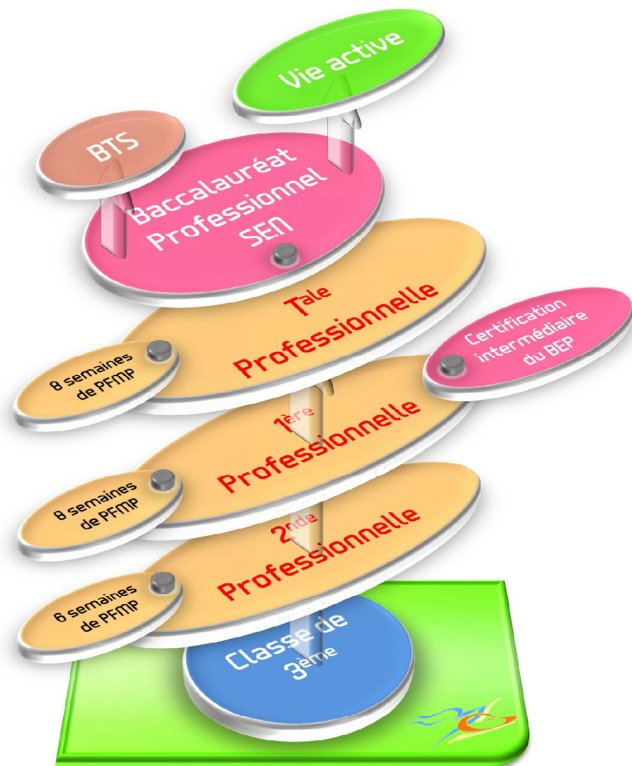 Vie active
BTS
Baccalauréat
Professionnel
SEN
Tale
Professionnelle
8 semaines
de PFMP
Certification
intermédiaire
du BEP
1ère
Professionnelle
8 semaines
de PFMP
2nde
Professionnelle
6 semaines
de PFMP
Classe de
3ème